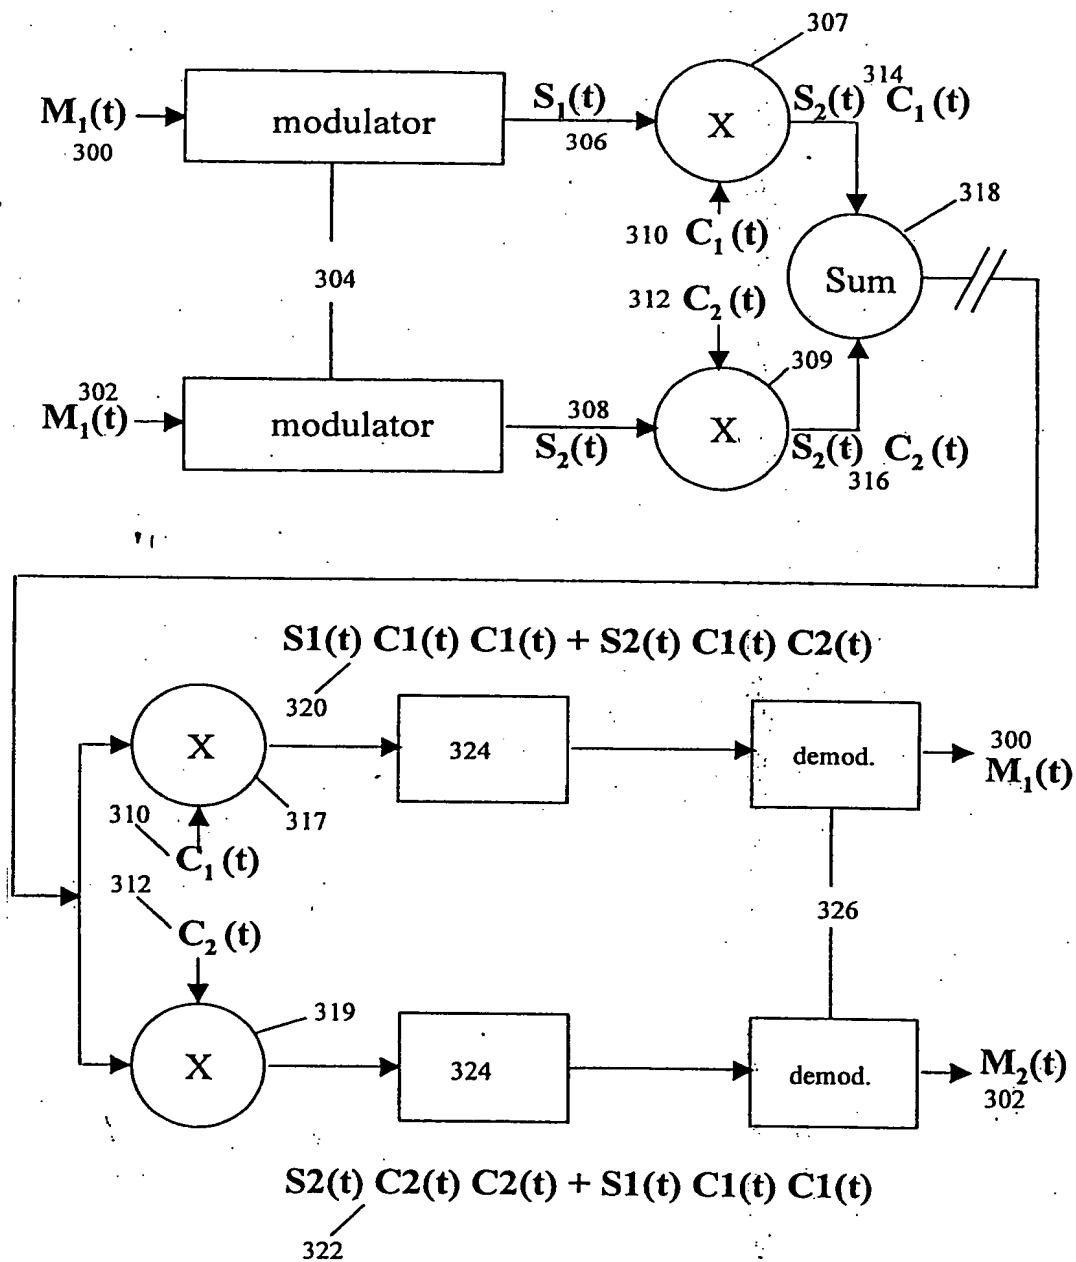 307
M₁(t)
300
modulator
S₁(t)
306
X
S₂(t) 314 C₁(t)
310 C₁(t)
318
304
Sum
312 C₂(t)
309
302
M₁(t)
modulator
308
S₂(t)
X
S₂(t) C₂(t)
316
S1(t) C1(t) C1(t) + S2(t) C1(t) C2(t)
320
X
324
demod.
300
M₁(t)
310
317
C₁(t)
312
326
C₂(t)
319
X
324
demod.
M₂(t)
302
S2(t) C2(t) C2(t) + S1(t) C1(t) C1(t)
322